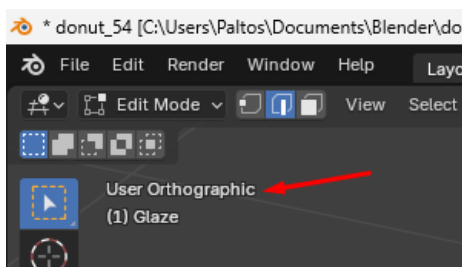 * donut_54 [C:\Users\Paltos\Documents\Blender\do
File Edit Render Window Help Layo
Edit Mode View Select
User Orthographic
(1) Glaze